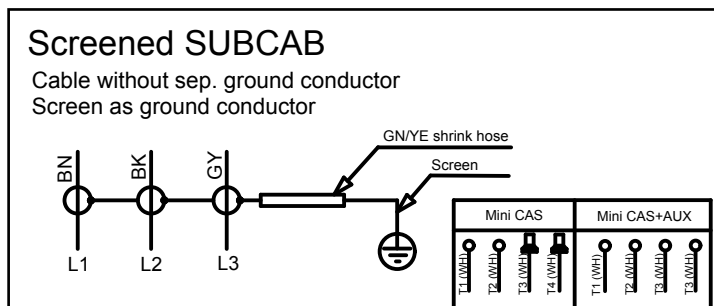 Screened SUBCAB
Cable without sep. ground conductor
Screen as ground conductor
GN/YE shrink hose
Screen
BN
BK
GY
L1
L2
L3
Mini CAS
Mini CAS+AUX
T1 (WH)
T2 (WH)
T3 (WH)
T4 (WH)
T1 (WH)
T2 (WH)
T3 (WH)
T3 (WH)